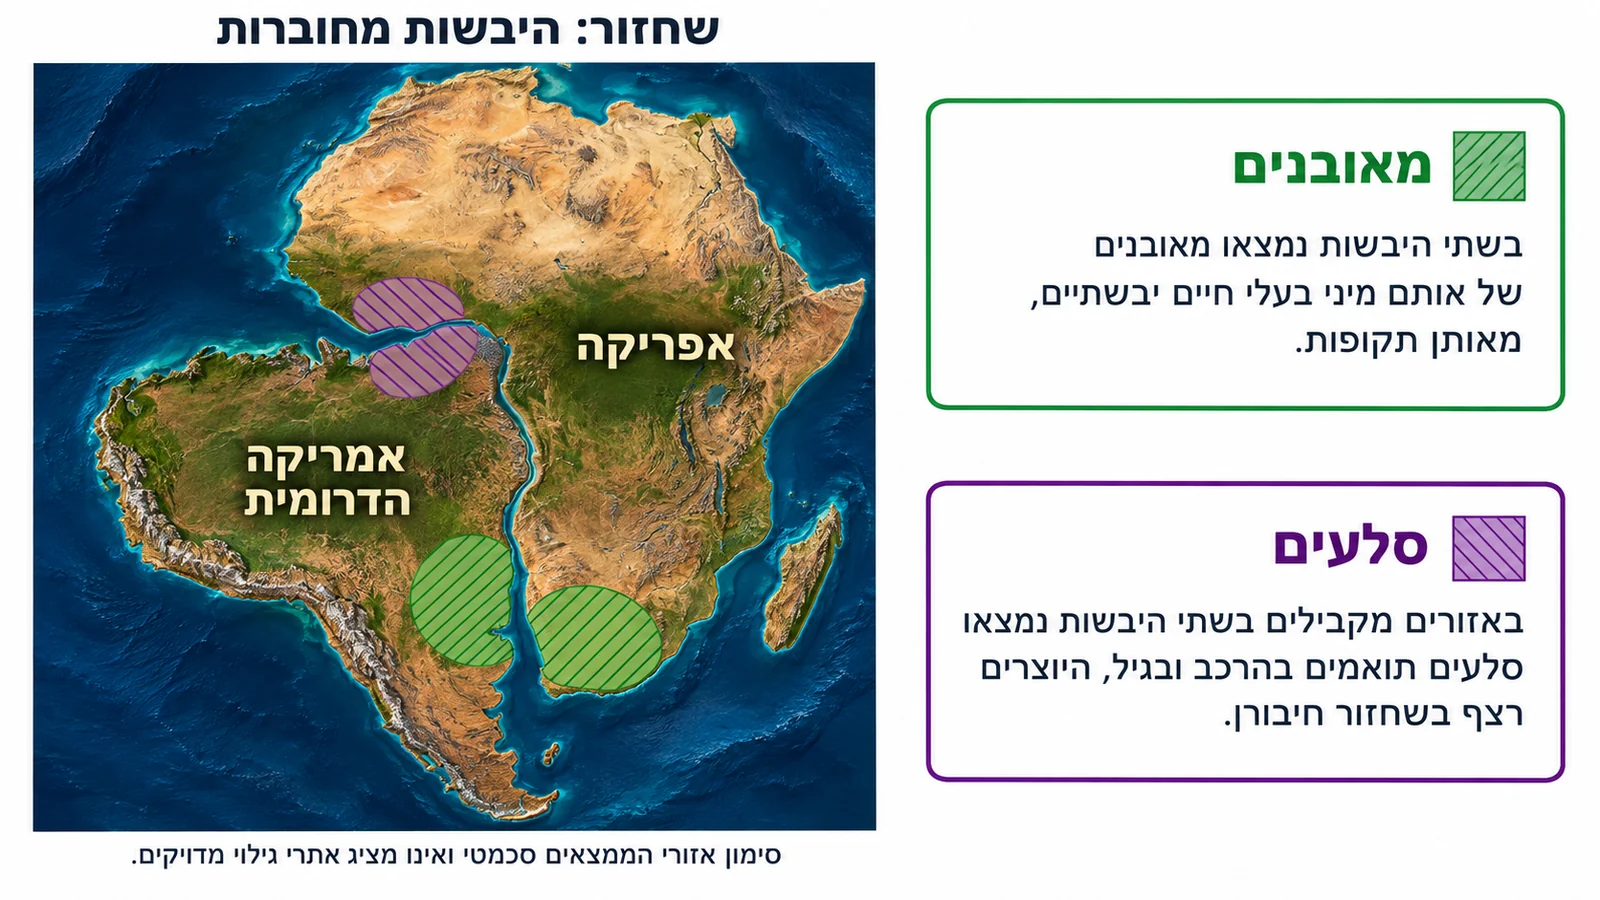 שחזור: היבשות מחוברות
אפריקה
אמריקה
הדרומית
סימון אזורי הממצאים סכמטי ואינו מציג אתרי גילוי מדויקים.
מאובנים
בשתי היבשות נמצאו מאובנים
של אותם מיני בעלי חיים יבשתיים,
מאותן תקופות.
סלעים
באזורים מקבילים בשתי היבשות נמצאו
סלעים תואמים בהרכב ובגיל, היוצרים
רצף בשחזור חיבורן.